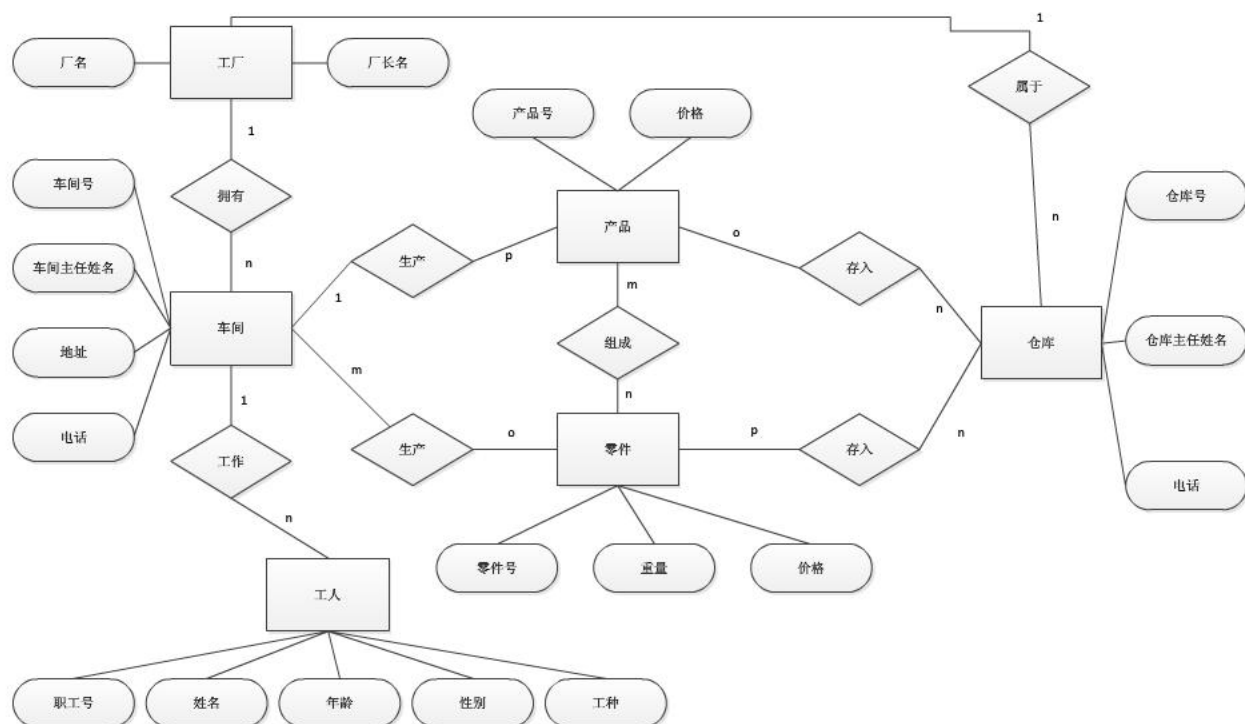 1
厂名
工厂
厂长名
属于
产品号
价格
1
车间号
拥有
仓库号
n
产品
o
生产
p
存入
n
车间主任姓名
n
m
1
n
车间
组成
仓库
仓库主任姓名
地址
m
n
1
o
p
n
电话
生产
零件
存入
工作
电话
n
零件号
重量
价格
工人
职工号
姓名
年龄
性别
工种